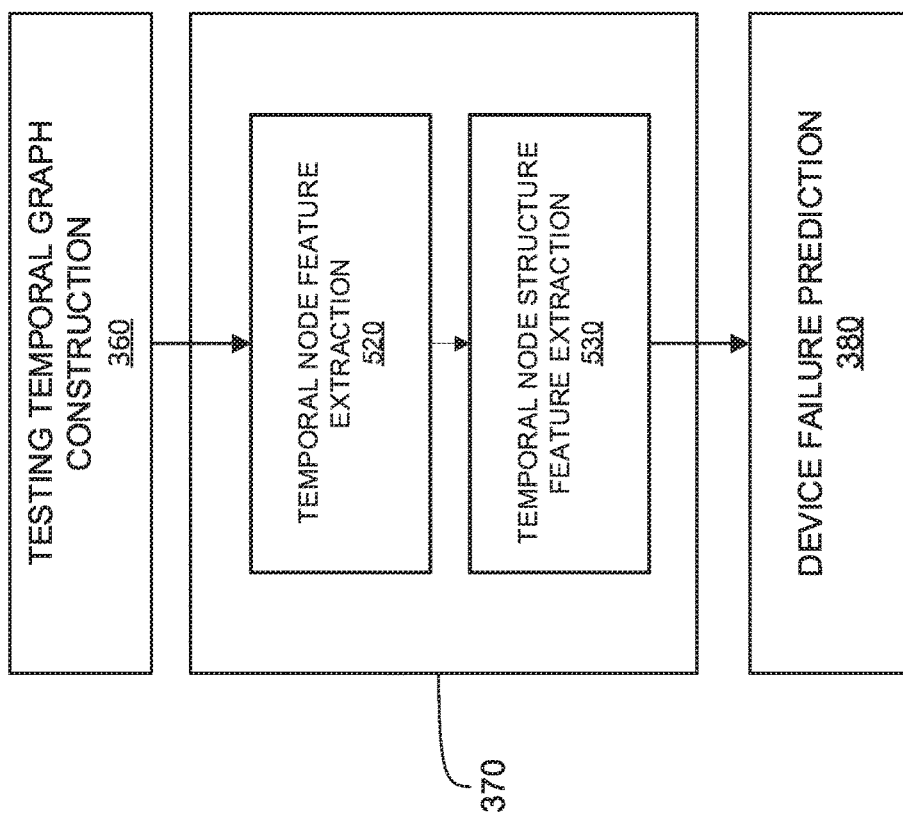 TESTING TEMPORAL GRAPH
CONSTRUCTION
360
TEMPORAL NODE FEATURE
EXTRACTION
520
TEMPORAL NODE STRUCTURE
FEATURE EXTRACTION
530
370
DEVICE FAILURE PREDICTION
380